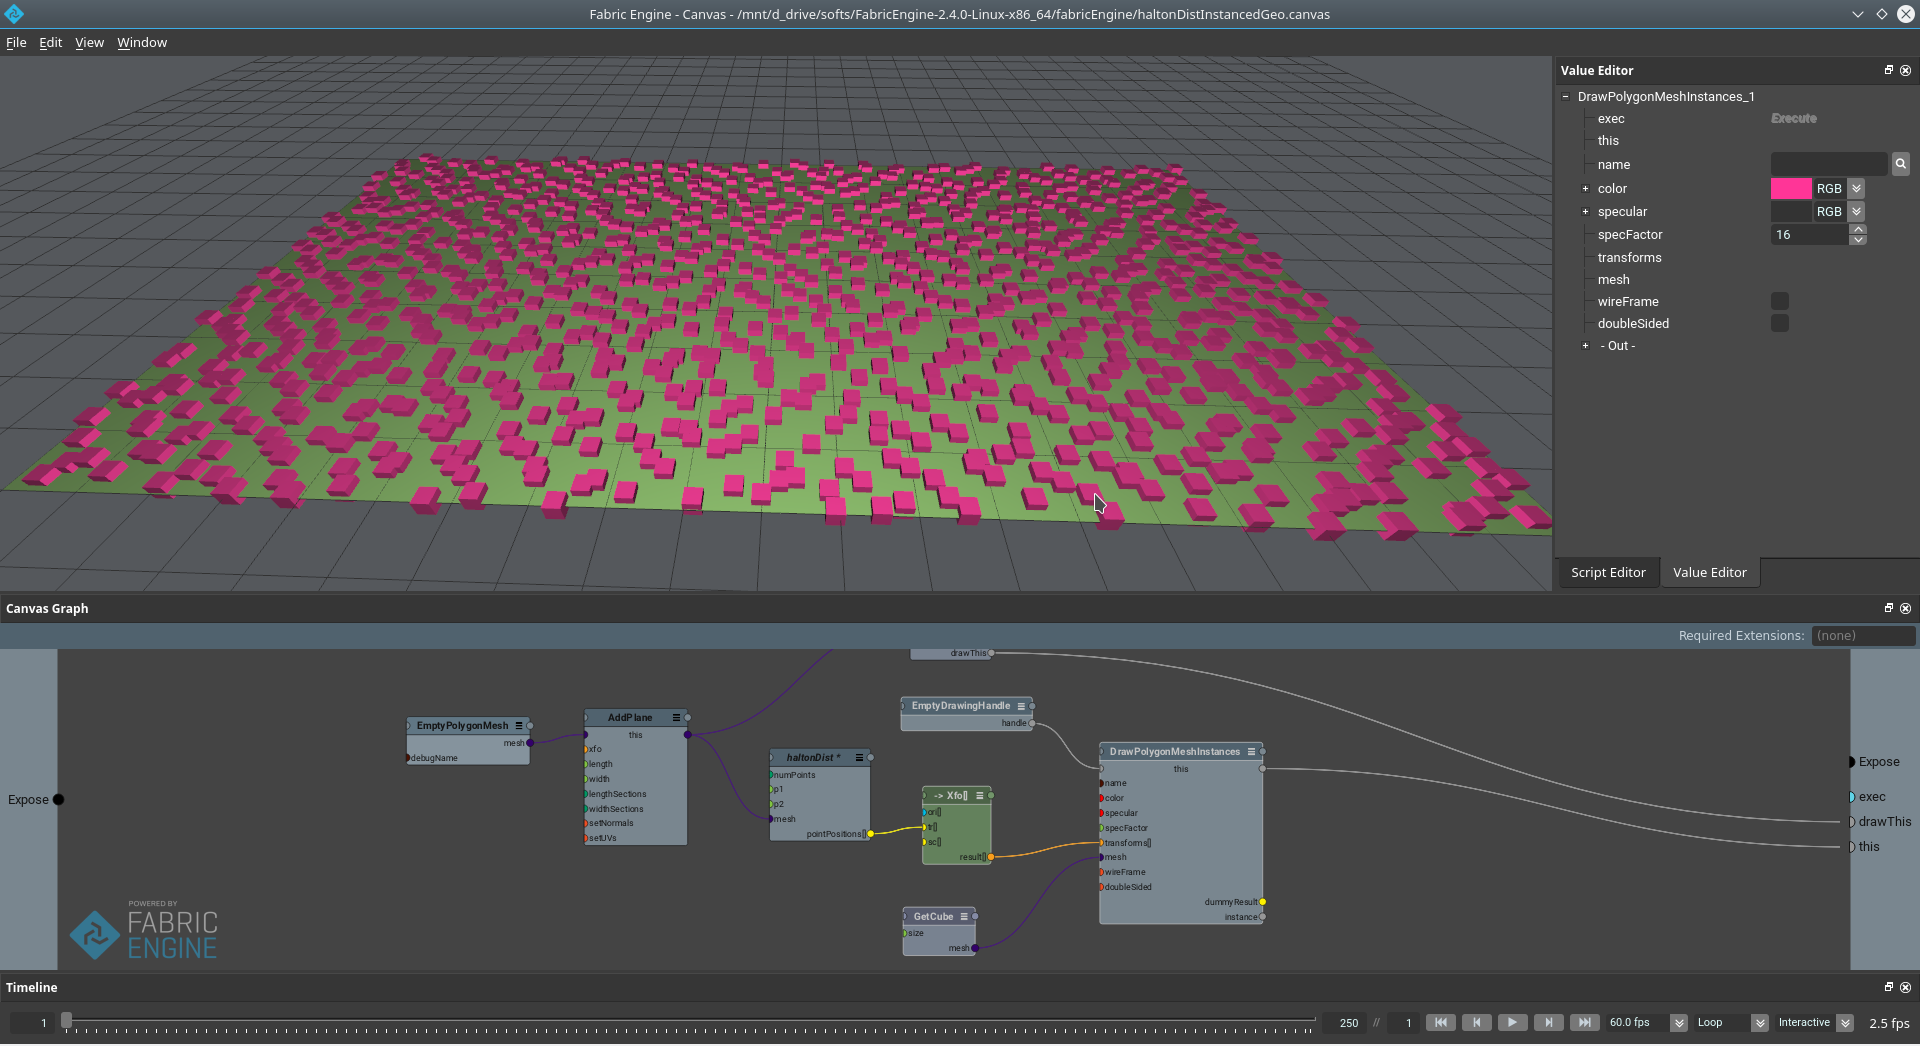 Fabric Engine - Canvas - /mnt/d_drive/softs/FabricEngine-2.4.0-Linux-x86_64/fabricEngine/haltonDistInstancedGeo.canvas
File Edit View Window
Value Editor
DrawPolygonMeshInstances_1
exec Execute
this
name
color RGB
specular RGB
specFactor 16
transforms
mesh
wireFrame
doubleSided
- Out -
Script Editor Value Editor
Canvas Graph
Required Extensions: (none)
Expose
EmptyPolygonMesh
mesh
debugName
AddPlane
this
xfo
length
width
lengthSections
widthSections
setNormals
setUVs
haltonDist *
numPoints
p1
p2
mesh
pointPositions[]
drawThis
EmptyDrawingHandle
handle
-> Xfo[]
ori[]
tr[]
sc[]
result[]
GetCube
size
mesh
DrawPolygonMeshInstances
this
name
color
specular
specFactor
transforms[]
mesh
wireFrame
doubleSided
dummyResult
instance
Expose
exec
drawThis
this
POWERED BY
FABRIC
ENGINE
Timeline
1 250 // 1 60.0 fps Loop Interactive 2.5 fps